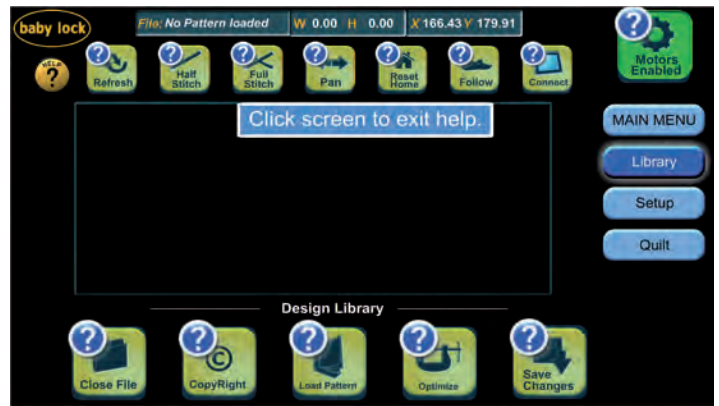 baby lock
File: No Pattern loaded W 0.00 H 0.00 X 166.43 Y 179.91
HELP
?
? Refresh
? Half Stitch
? Full Stitch
? Pan
? Reset Home
? Follow
? Connect
? Motors Enabled
Click screen to exit help.
MAIN MENU
Library
Setup
Quilt
Design Library
? Close File
? © CopyRight
? Load Pattern
? Optimize
? Save Changes